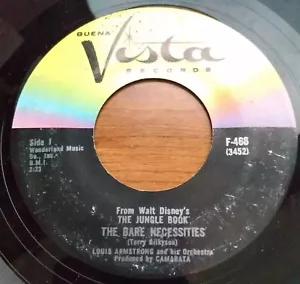 BUENA
Vista
RECORDS
Side 1
Wonderland Music
Co., Inc.
B.M.I.
2:23
F-468
(3452)
From Walt Disney's
THE JUNGLE BOOK
THE BARE NECESSITIES
(Terry Gilkyson)
LOUIS ARMSTRONG and his Orchestra
Produced by CAMARATA